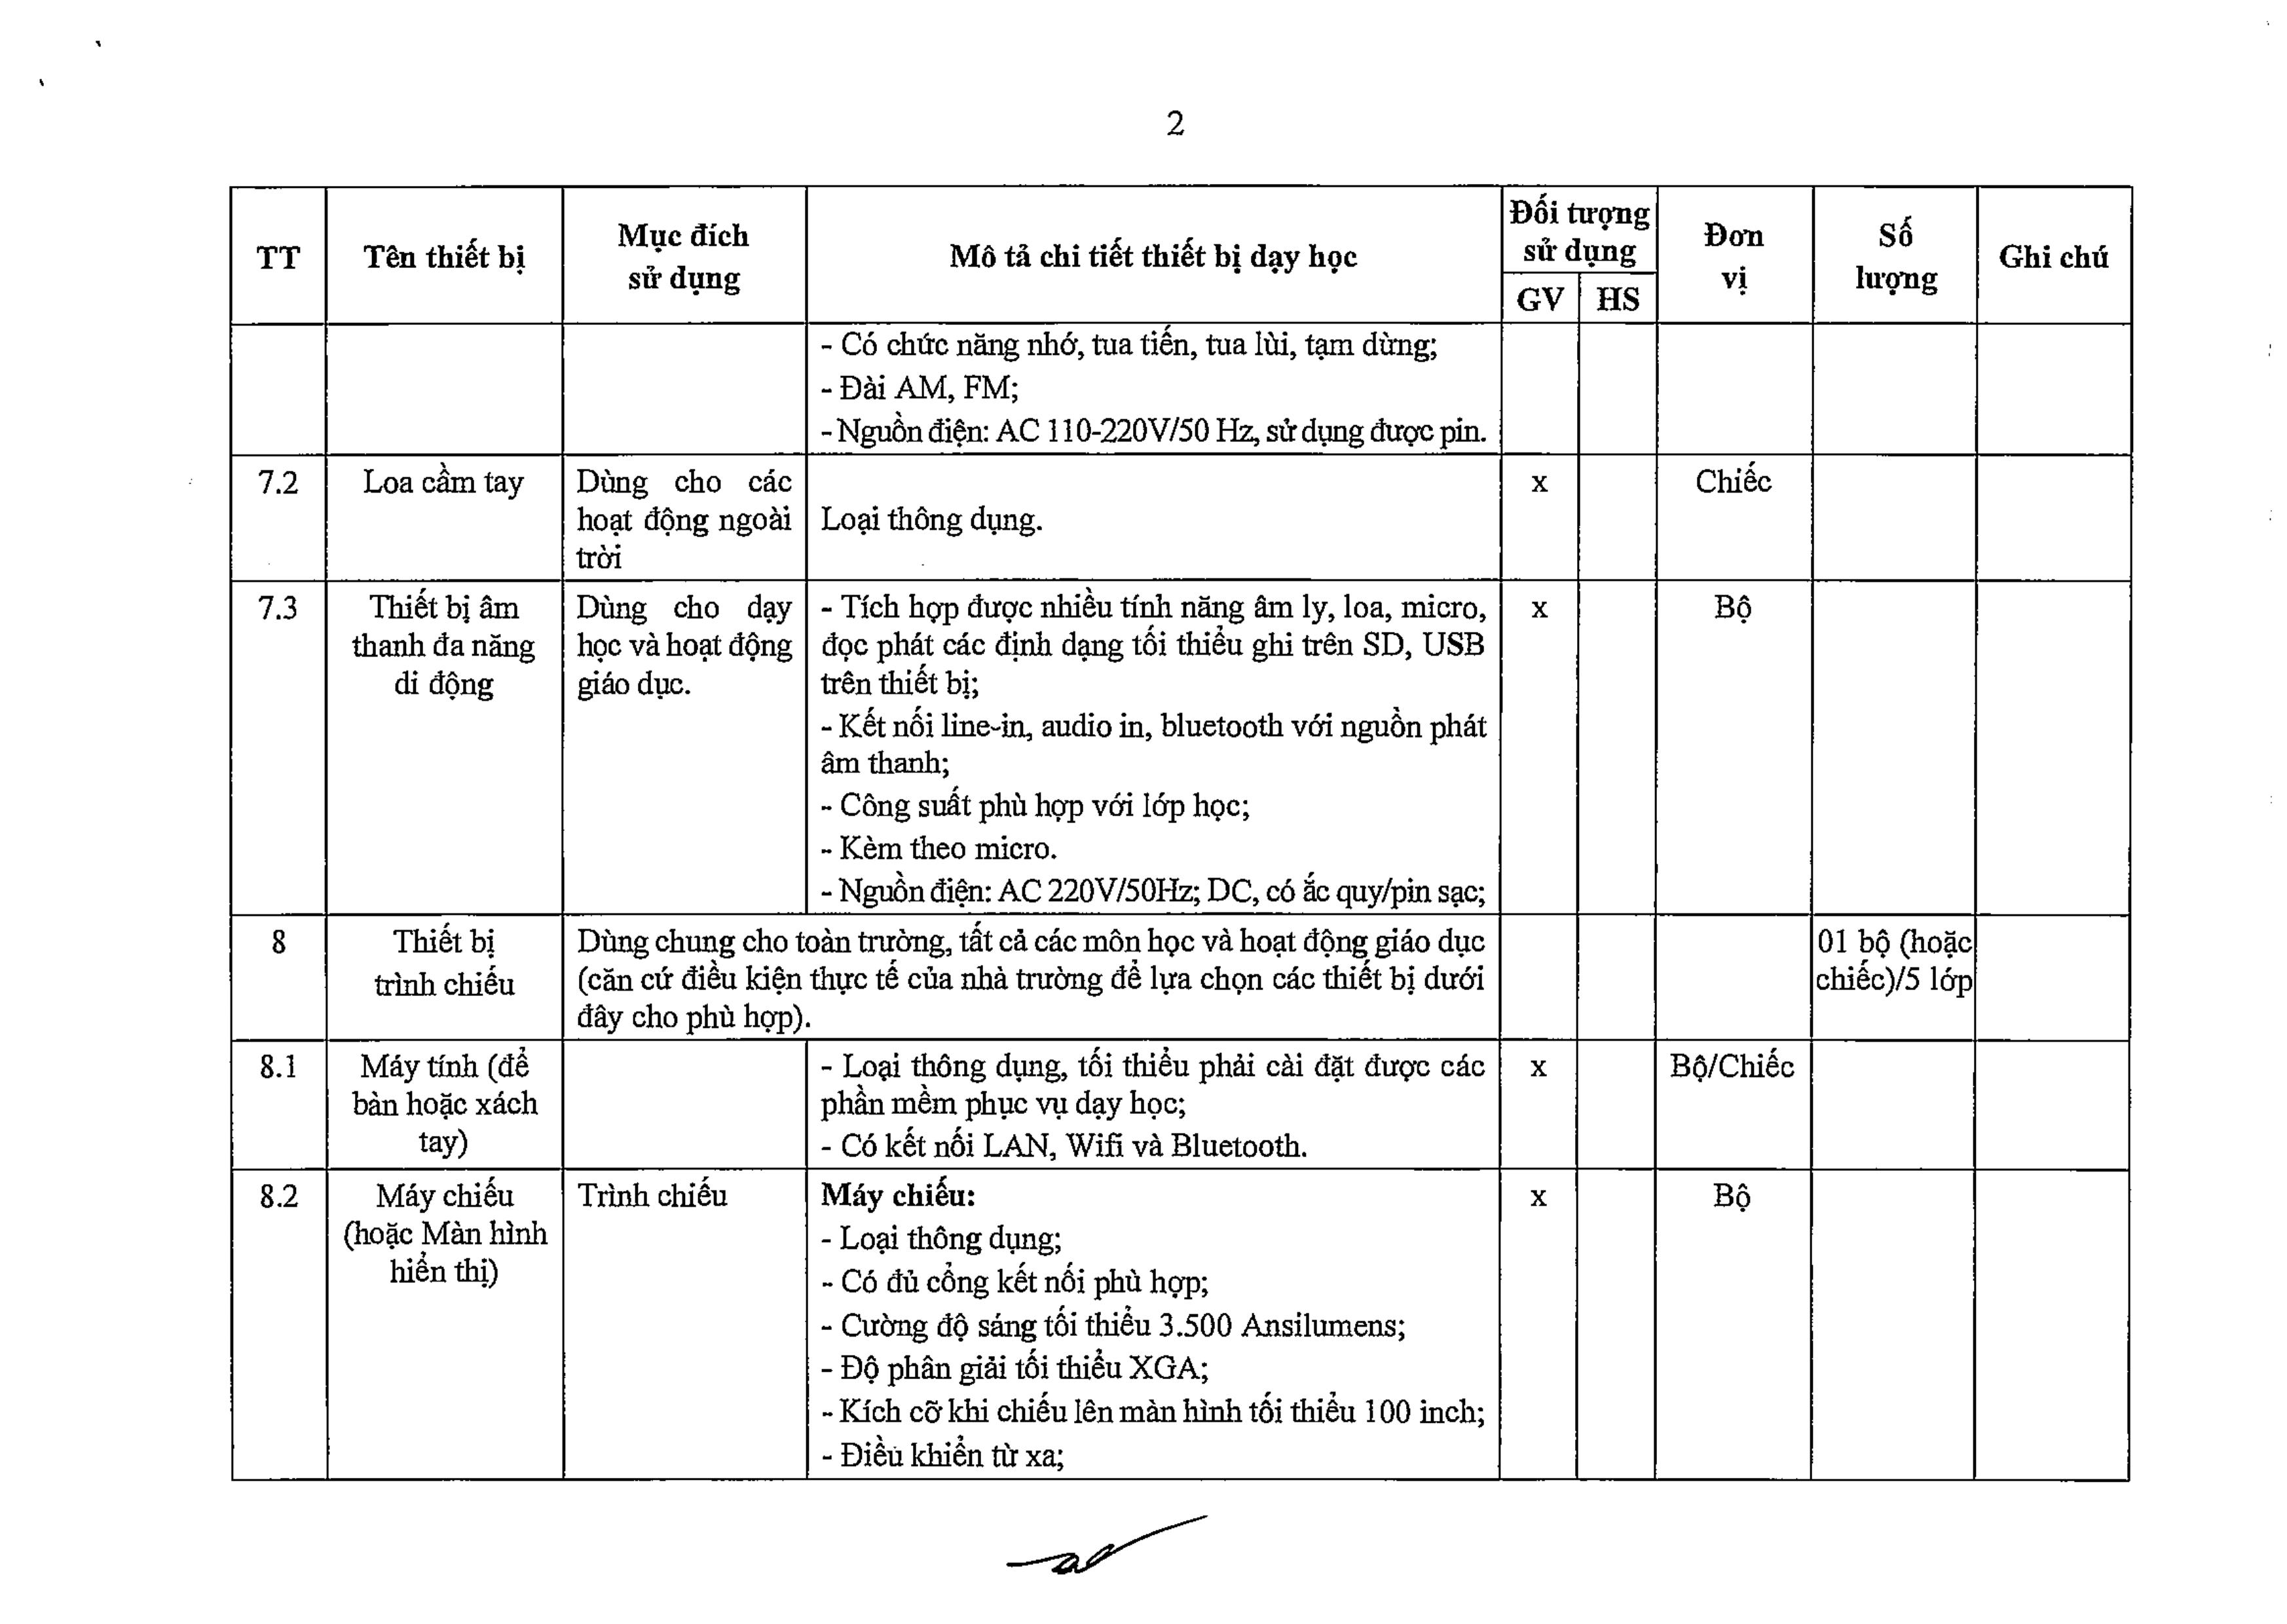 2
TT
Tên thiết bị
Mục đích
sử dụng
Mô tả chi tiết thiết bị dạy học
Đối tượng
sử dụng
GV
HS
Đơn
vị
Số
lượng
Ghi chú
- Có chức năng nhớ, tua tiến, tua lùi, tạm dừng;
- Đài AM, FM;
- Nguồn điện: AC 110-220V/50 Hz, sử dụng được pin.
7.2
Loa cầm tay
Dùng cho các
hoạt động ngoài
trời
Loại thông dụng.
x
Chiếc
7.3
Thiết bị âm
thanh đa năng
di động
Dùng cho dạy
học và hoạt động
giáo dục.
- Tích hợp được nhiều tính năng âm ly, loa, micro,
đọc phát các định dạng tối thiểu ghi trên SD, USB
trên thiết bị;
- Kết nối line-in, audio in, bluetooth với nguồn phát
âm thanh;
- Công suất phù hợp với lớp học;
- Kèm theo micro.
- Nguồn điện: AC 220V/50Hz; DC, có ắc quy/pin sạc;
x
Bộ
8
Thiết bị
trình chiếu
Dùng chung cho toàn trường, tất cả các môn học và hoạt động giáo dục
(căn cứ điều kiện thực tế của nhà trường để lựa chọn các thiết bị dưới
đây cho phù hợp).
01 bộ (hoặc
chiếc)/5 lớp
8.1
Máy tính (để
bàn hoặc xách
tay)
- Loại thông dụng, tối thiểu phải cài đặt được các
phần mềm phục vụ dạy học;
- Có kết nối LAN, Wifi và Bluetooth.
x
Bộ/Chiếc
8.2
Máy chiếu
(hoặc Màn hình
hiển thị)
Trình chiếu
Máy chiếu:
- Loại thông dụng;
- Có đủ cổng kết nối phù hợp;
- Cường độ sáng tối thiểu 3.500 Ansilumens;
- Độ phân giải tối thiểu XGA;
- Kích cỡ khi chiếu lên màn hình tối thiểu 100 inch;
- Điều khiển từ xa;
x
Bộ